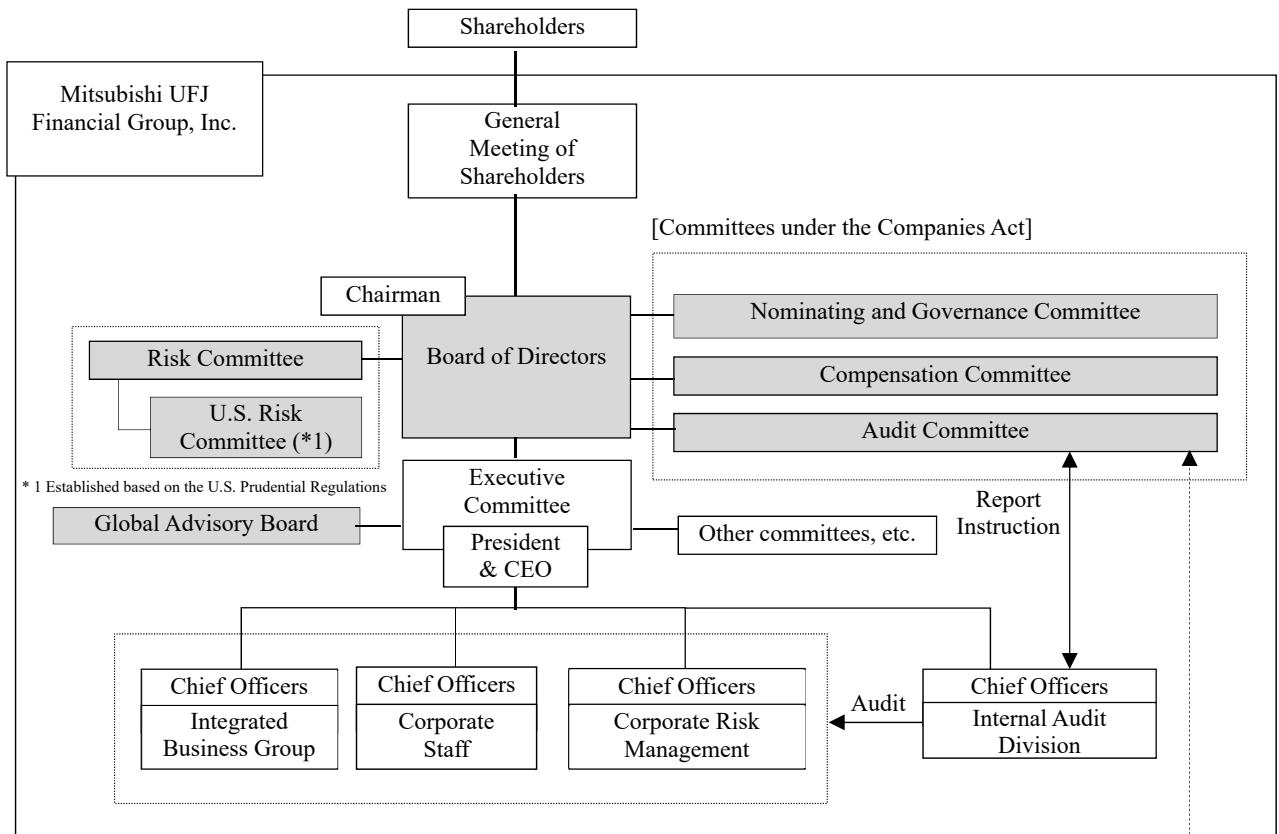 Shareholders
Mitsubishi UFJ
Financial Group, Inc.
General
Meeting of
Shareholders
[Committees under the Companies Act]
Chairman
Nominating and Governance Committee
Risk Committee
Board of Directors
Compensation Committee
U.S. Risk
Committee (*1)
Audit Committee
* 1 Established based on the U.S. Prudential Regulations
Executive
Committee
Report
Instruction
Global Advisory Board
Other committees, etc.
President
& CEO
Chief Officers
Integrated
Business Group
Chief Officers
Corporate
Staff
Chief Officers
Corporate Risk
Management
Audit
Chief Officers
Internal Audit
Division